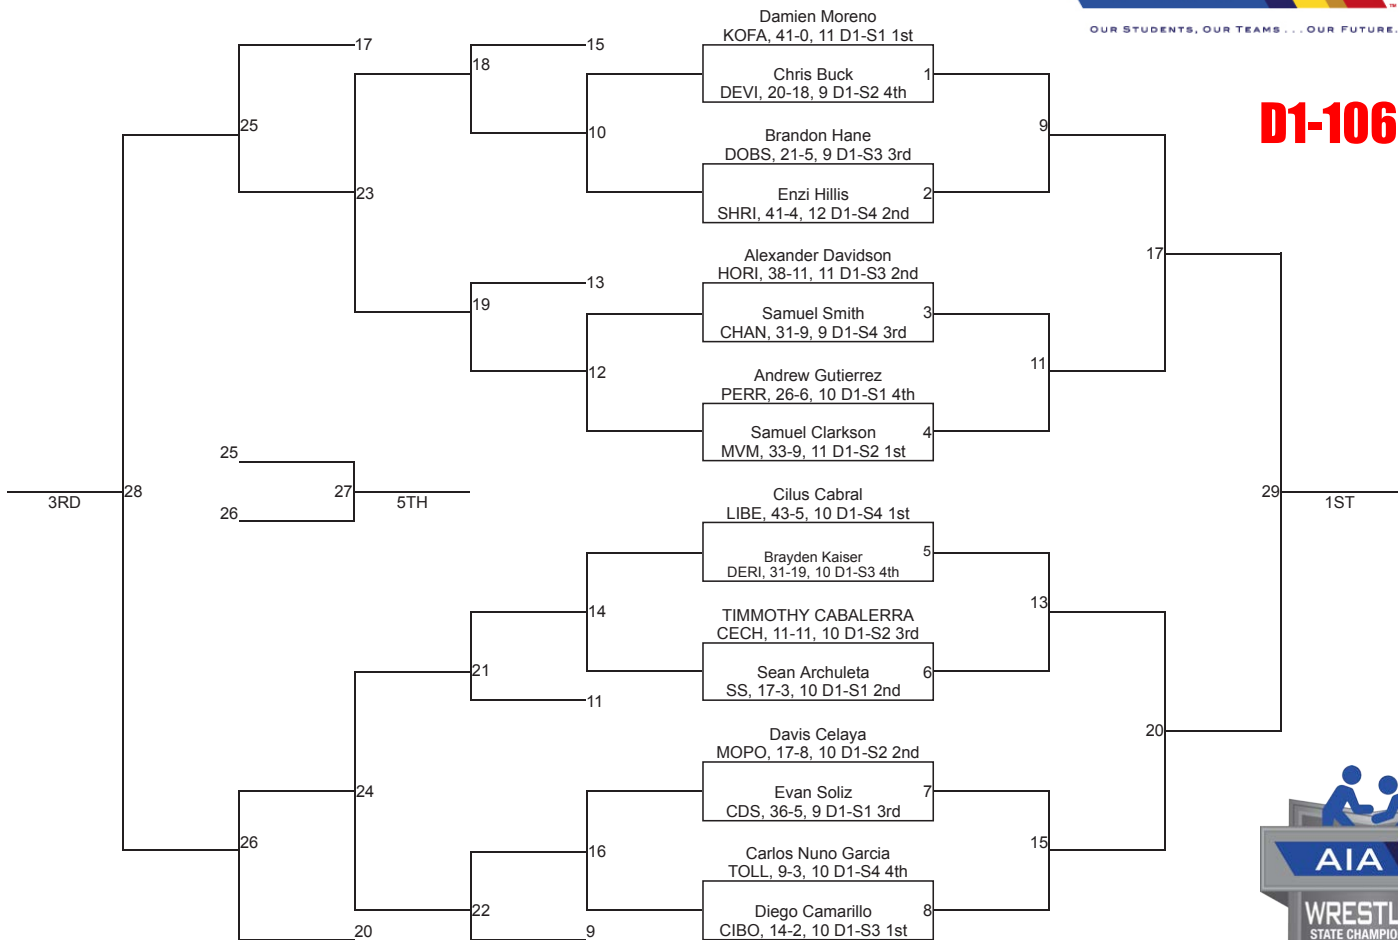 OUR STUDENTS, OUR TEAMS . . . OUR FUTURE.
TM
D1-106
Damien Moreno
KOFA, 41-0, 11 D1-S1 1st
Chris Buck
DEVI, 20-18, 9 D1-S2 4th
1
Brandon Hane
DOBS, 21-5, 9 D1-S3 3rd
Enzi Hillis
SHRI, 41-4, 12 D1-S4 2nd
2
Alexander Davidson
HORI, 38-11, 11 D1-S3 2nd
Samuel Smith
CHAN, 31-9, 9 D1-S4 3rd
3
Andrew Gutierrez
PERR, 26-6, 10 D1-S1 4th
Samuel Clarkson
MVM, 33-9, 11 D1-S2 1st
4
Cilus Cabral
LIBE, 43-5, 10 D1-S4 1st
Brayden Kaiser
DERI, 31-19, 10 D1-S3 4th
5
TIMMOTHY CABALERRA
CECH, 11-11, 10 D1-S2 3rd
Sean Archuleta
SS, 17-3, 10 D1-S1 2nd
6
Davis Celaya
MOPO, 17-8, 10 D1-S2 2nd
Evan Soliz
CDS, 36-5, 9 D1-S1 3rd
7
Carlos Nuno Garcia
TOLL, 9-3, 10 D1-S4 4th
Diego Camarillo
CIBO, 14-2, 10 D1-S3 1st
8
9
11
13
15
17
20
29
1ST
17
15
18
25
10
23
13
19
12
25
28
3RD
27
5TH
26
14
21
11
24
26
16
22
20
9
AIA
WRESTL
STATE CHAMPIO